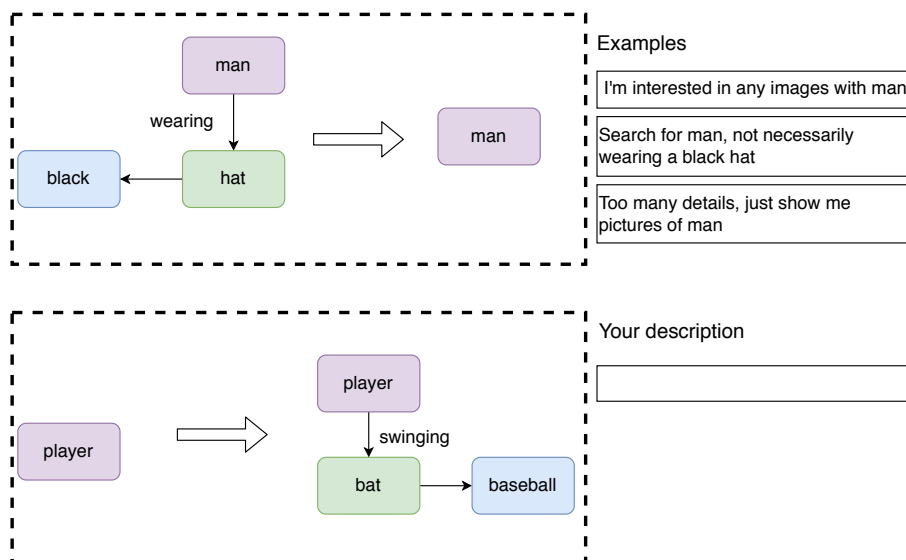 man
wearing
black
hat
man
Examples
I'm interested in any images with man
Search for man, not necessarily
wearing a black hat
Too many details, just show me
pictures of man
player
player
swinging
bat
baseball
Your description